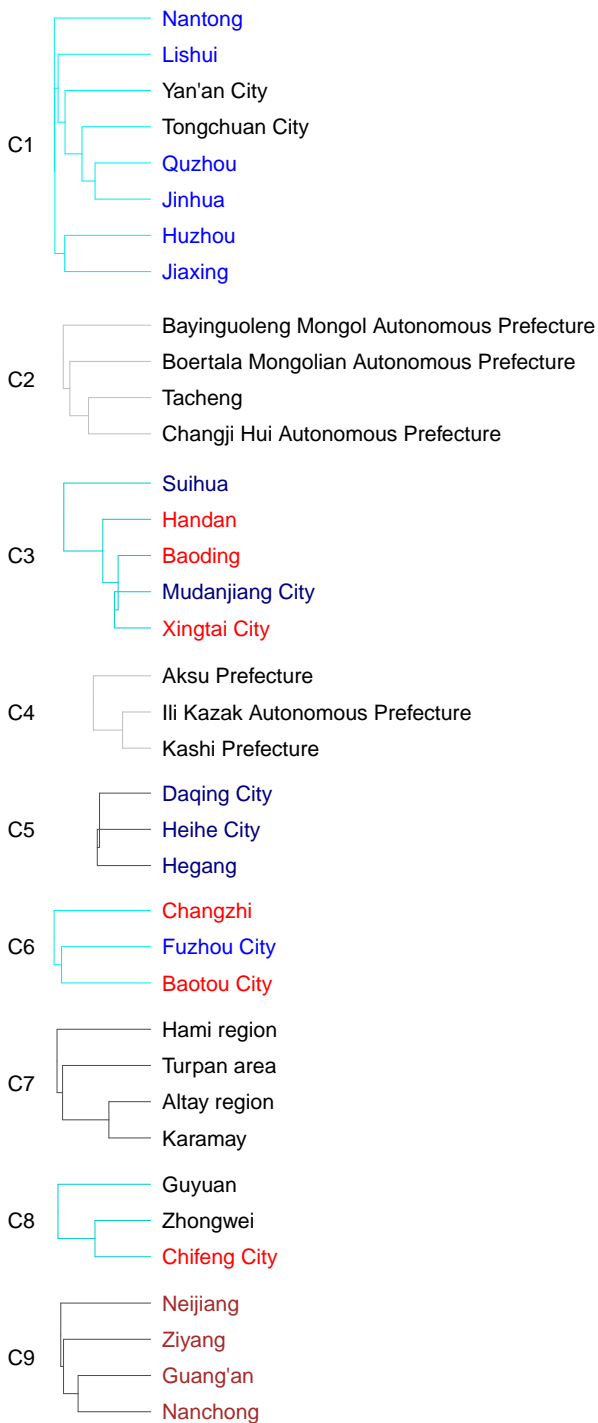 C1
Nantong
Lishui
Yan'an City
Tongchuan City
Quzhou
Jinhua
Huzhou
Jiaxing
C2
Bayinguoleng Mongol Autonomous Prefecture
Boertala Mongolian Autonomous Prefecture
Tacheng
Changji Hui Autonomous Prefecture
C3
Suihua
Handan
Baoding
Mudanjiang City
Xingtai City
C4
Aksu Prefecture
Ili Kazak Autonomous Prefecture
Kashi Prefecture
C5
Daqing City
Heihe City
Hegang
C6
Changzhi
Fuzhou City
Baotou City
C7
Hami region
Turpan area
Altay region
Karamay
C8
Guyuan
Zhongwei
Chifeng City
C9
Neijiang
Ziyang
Guang'an
Nanchong